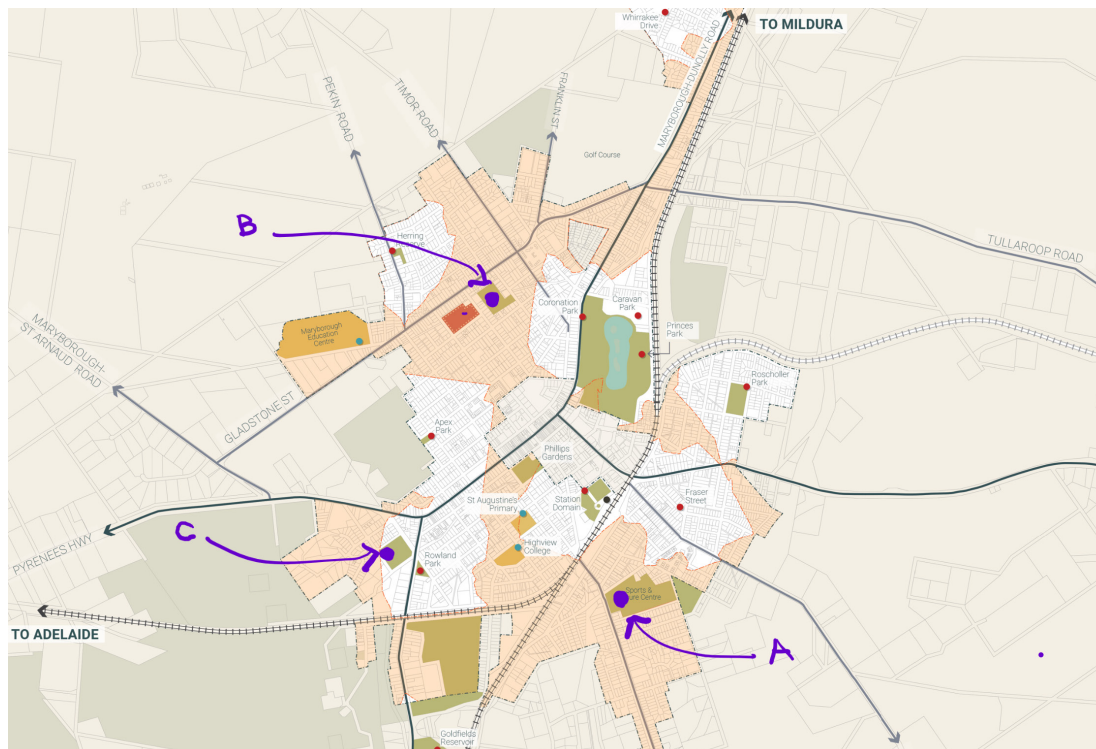 Whirrakee
Drive
TO MILDURA
MARYBOROUGH-DUNOLLY ROAD
PEKIN ROAD
TIMOR ROAD
FRANKLIN ST
Golf Course
B
Herring
Reserve
TULLAROOP ROAD
Coronation
Park
Caravan
Park
Princes
Park
Maryborough
Education
Centre
MARYBOROUGH-
ST ARNAUD ROAD
Roscholler
Park
GLADSTONE ST
Apex
Park
Phillips
Gardens
St Augustine's
Primary
Station
Domain
Fraser
Street
C
Highview
College
PYRENEES HWY
Rowland
Park
Sports &
ure Centre
TO ADELAIDE
A
Goldfields
Reservoir